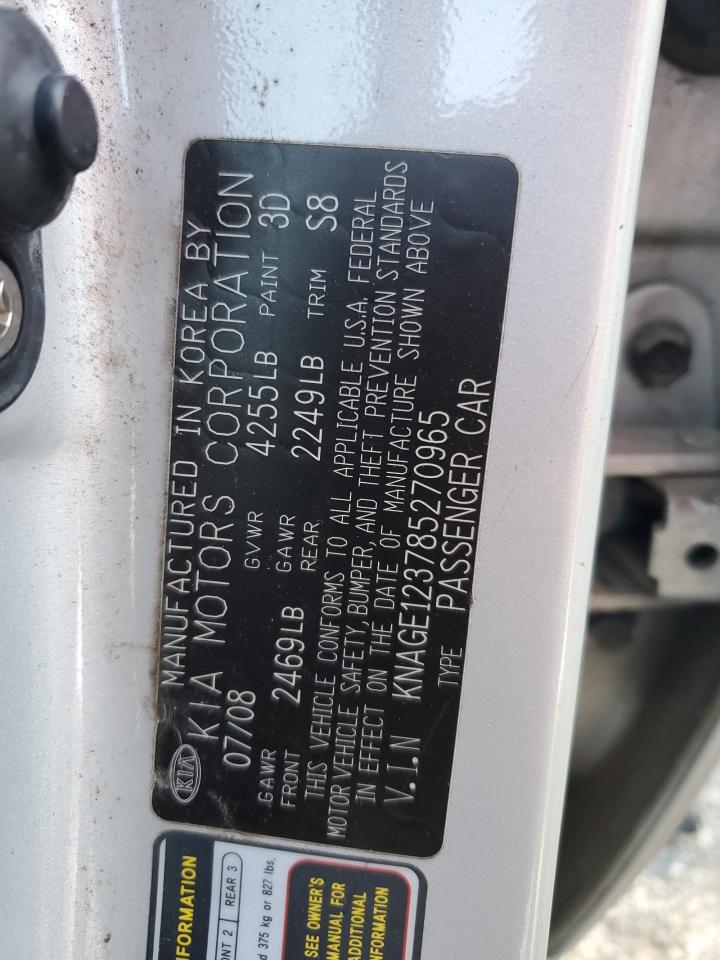 KIA
MANUFACTURED IN KOREA BY
KIA MOTORS CORPORATION
07/08 GVWR 4255LB PAINT 3D
GAWR FRONT 2469LB GAWR REAR 2249LB TRIM S8
THIS VEHICLE CONFORMS TO ALL APPLICABLE U.S.A. FEDERAL
MOTOR VEHICLE SAFETY, BUMPER, AND THEFT PREVENTION STANDARDS
IN EFFECT ON THE DATE OF MANUFACTURE SHOWN ABOVE
V.I.N KNAGE123785270965
TYPE PASSENGER CAR
INFORMATION
2 REAR 3
375 kg or 827 lbs.
SEE OWNER'S
MANUAL FOR
ADDITIONAL
INFORMATION